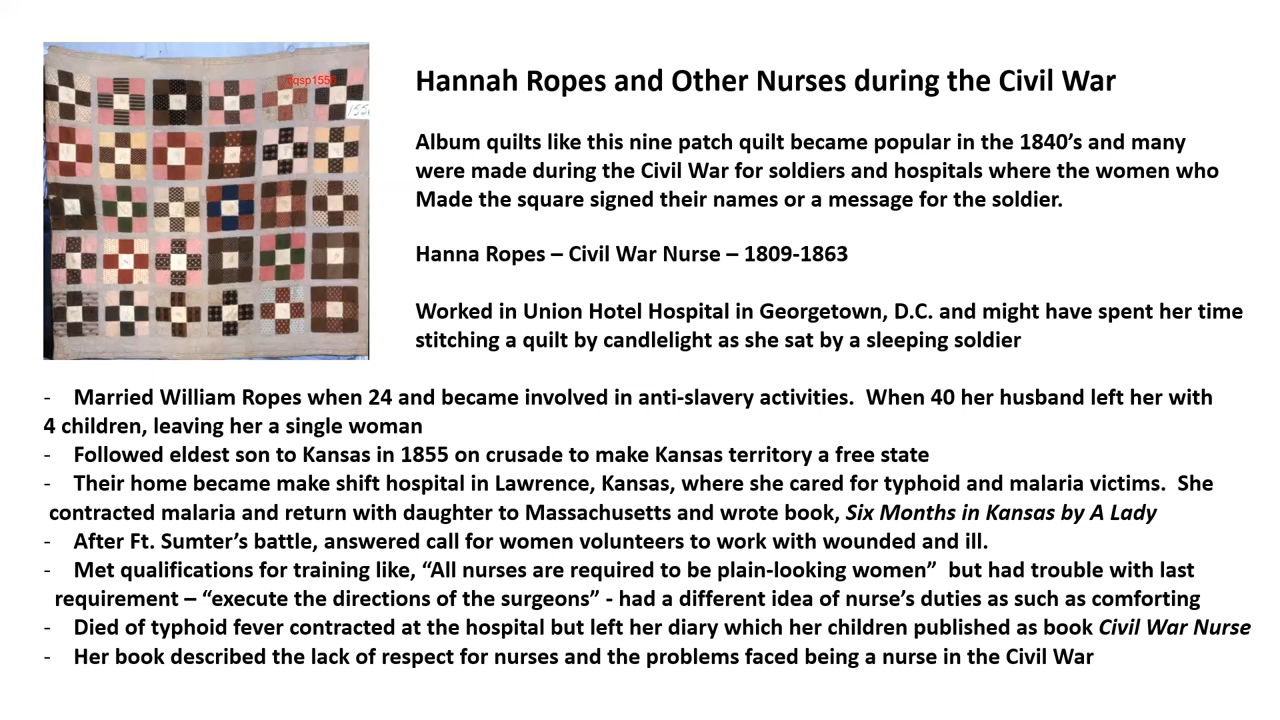 cqsp1550
155
Hannah Ropes and Other Nurses during the Civil War
Album quilts like this nine patch quilt became popular in the 1840’s and many
were made during the Civil War for soldiers and hospitals where the women who
Made the square signed their names or a message for the soldier.
Hanna Ropes – Civil War Nurse – 1809-1863
Worked in Union Hotel Hospital in Georgetown, D.C. and might have spent her time
stitching a quilt by candlelight as she sat by a sleeping soldier
- Married William Ropes when 24 and became involved in anti-slavery activities. When 40 her husband left her with
4 children, leaving her a single woman
- Followed eldest son to Kansas in 1855 on crusade to make Kansas territory a free state
- Their home became make shift hospital in Lawrence, Kansas, where she cared for typhoid and malaria victims. She
contracted malaria and return with daughter to Massachusetts and wrote book, Six Months in Kansas by A Lady
- After Ft. Sumter’s battle, answered call for women volunteers to work with wounded and ill.
- Met qualifications for training like, “All nurses are required to be plain-looking women” but had trouble with last
requirement – “execute the directions of the surgeons” - had a different idea of nurse’s duties as such as comforting
- Died of typhoid fever contracted at the hospital but left her diary which her children published as book Civil War Nurse
- Her book described the lack of respect for nurses and the problems faced being a nurse in the Civil War